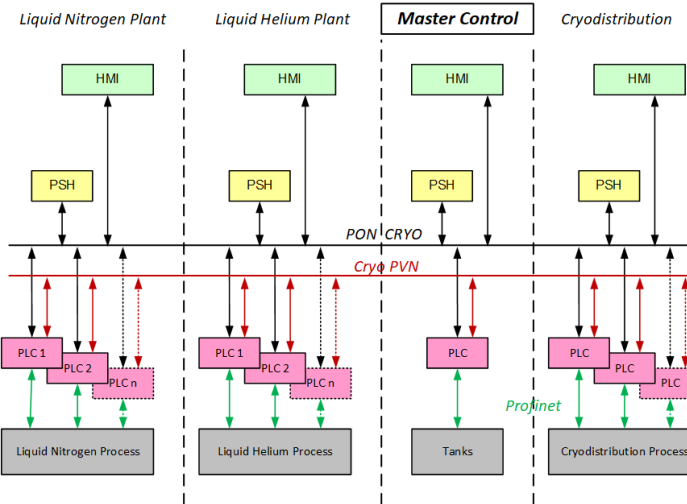 Liquid Nitrogen Plant
Liquid Helium Plant
Master Control
Cryodistribution
HMI
HMI
HMI
HMI
PSH
PSH
PSH
PSH
PON CRYO
Cryo PVN
PLC 1
PLC 2
PLC n
PLC 1
PLC 2
PLC n
PLC
PLC
PLC
PLC
Profinet
Liquid Nitrogen Process
Liquid Helium Process
Tanks
Cryodistribution Process